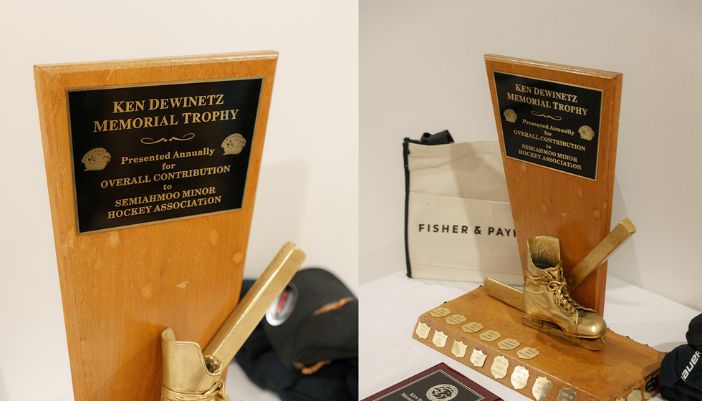 KEN DEWINETZ
MEMORIAL TROPHY
Presented Annually
for
OVERALL CONTRIBUTION
to
SEMIAHMOO MINOR
HOCKEY ASSOCIATION
KEN DEWINETZ
MEMORIAL TROPHY
Presented Annually
for
OVERALL CONTRIBUTION
to
SEMIAHMOO MINOR
HOCKEY ASSOCIATION
FISHER & PAY
BAUER